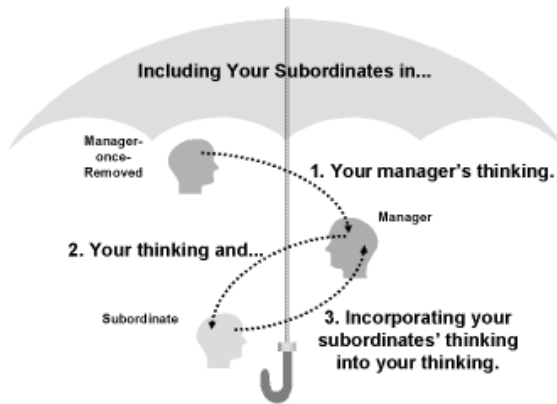 Including Your Subordinates in...
Manager-
once-
Removed
1. Your manager's thinking.
Manager
2. Your thinking and...
Subordinate
3. Incorporating your
subordinates' thinking
into your thinking.